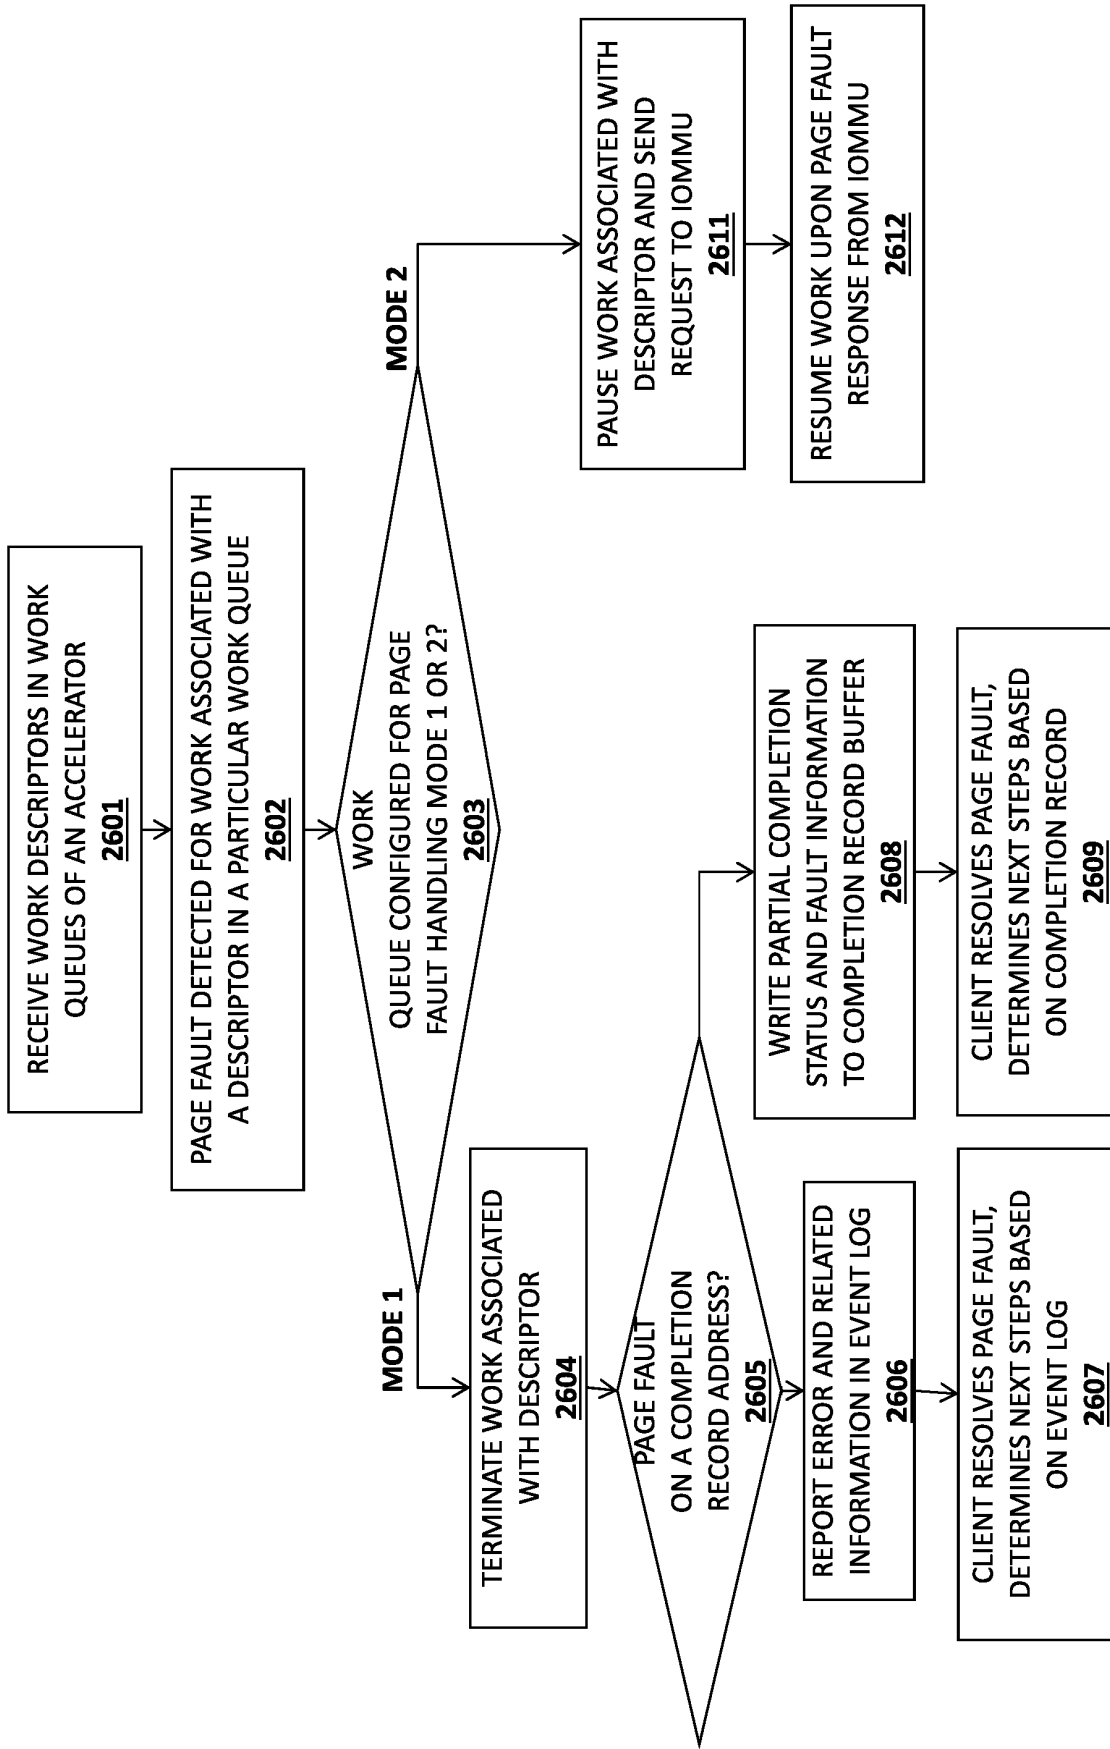 RECEIVE WORK DESCRIPTORS IN WORK
QUEUES OF AN ACCELERATOR
2601
PAGE FAULT DETECTED FOR WORK ASSOCIATED WITH
A DESCRIPTOR IN A PARTICULAR WORK QUEUE
2602
WORK
QUEUE CONFIGURED FOR PAGE
FAULT HANDLING MODE 1 OR 2?
2603
MODE 1
MODE 2
TERMINATE WORK ASSOCIATED
WITH DESCRIPTOR
2604
PAGE FAULT
ON A COMPLETION
RECORD ADDRESS?
2605
REPORT ERROR AND RELATED
INFORMATION IN EVENT LOG
2606
CLIENT RESOLVES PAGE FAULT,
DETERMINES NEXT STEPS BASED
ON EVENT LOG
2607
WRITE PARTIAL COMPLETION
STATUS AND FAULT INFORMATION
TO COMPLETION RECORD BUFFER
2608
CLIENT RESOLVES PAGE FAULT,
DETERMINES NEXT STEPS BASED
ON COMPLETION RECORD
2609
PAUSE WORK ASSOCIATED WITH
DESCRIPTOR AND SEND
REQUEST TO IOMMU
2611
RESUME WORK UPON PAGE FAULT
RESPONSE FROM IOMMU
2612